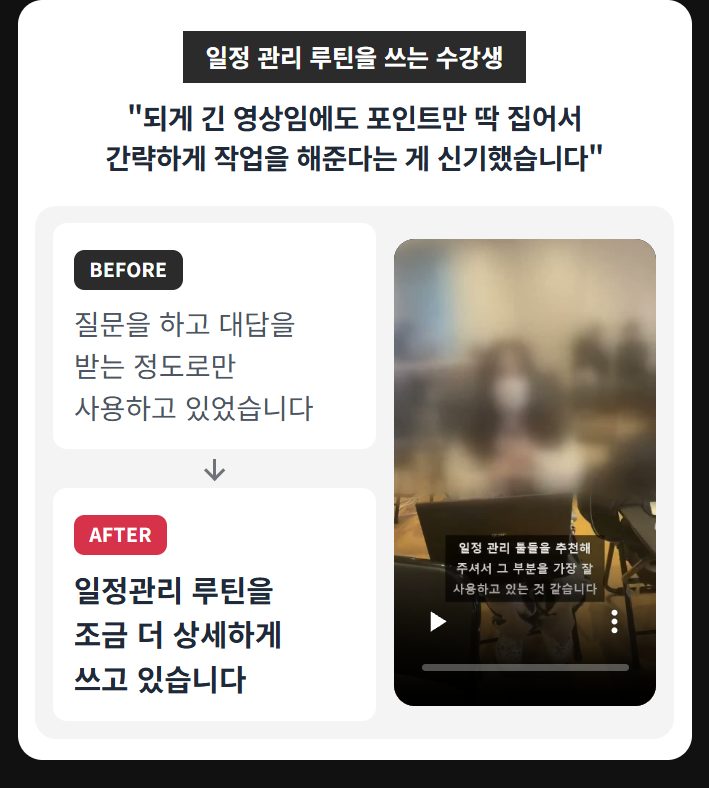 일정 관리 루틴을 쓰는 수강생
"되게 긴 영상임에도 포인트만 딱 집어서
간략하게 작업을 해준다는 게 신기했습니다"
BEFORE
질문을 하고 대답을
받는 정도로만
사용하고 있었습니다
AFTER
일정관리 루틴을
조금 더 상세하게
쓰고 있습니다
일정 관리 툴들을 추천해
주셔서 그 부분을 가장 잘
사용하고 있는 것 같습니다